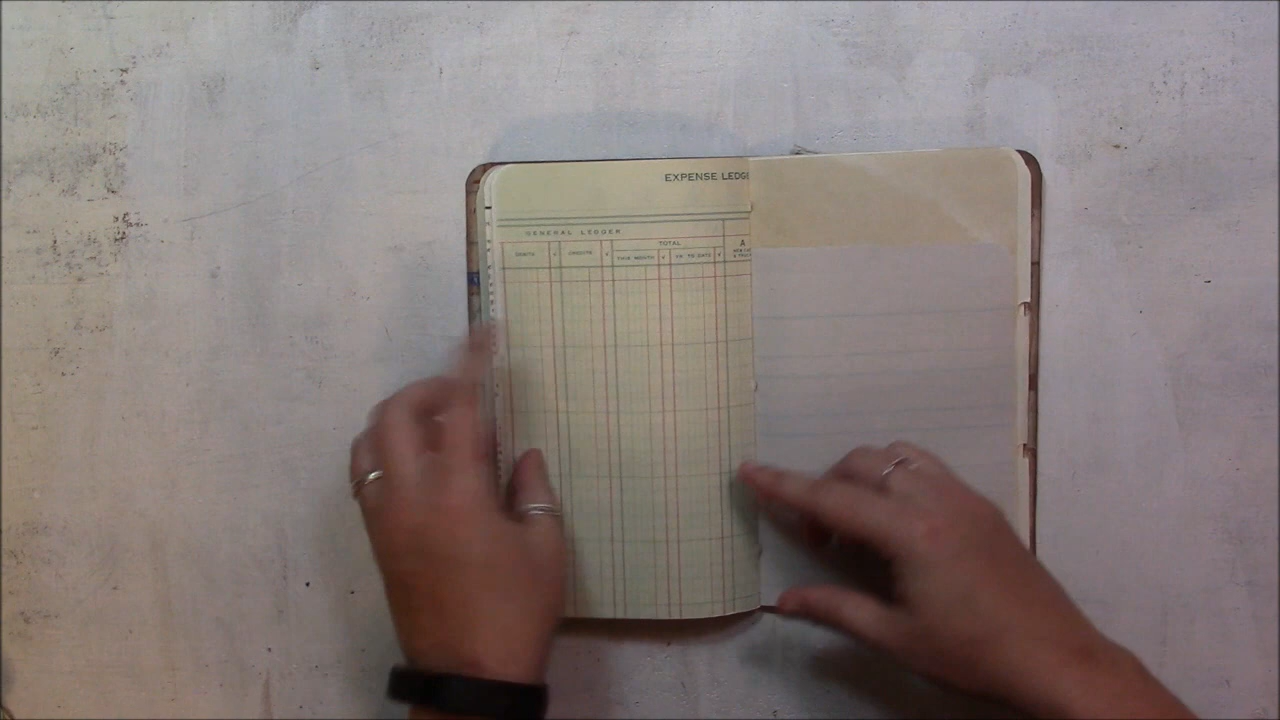 EXPENSE LEDG
GENERAL LEDGER
TOTAL
A
DEBITS √ CREDITS √ THIS MONTH √ YR. TO DATE √